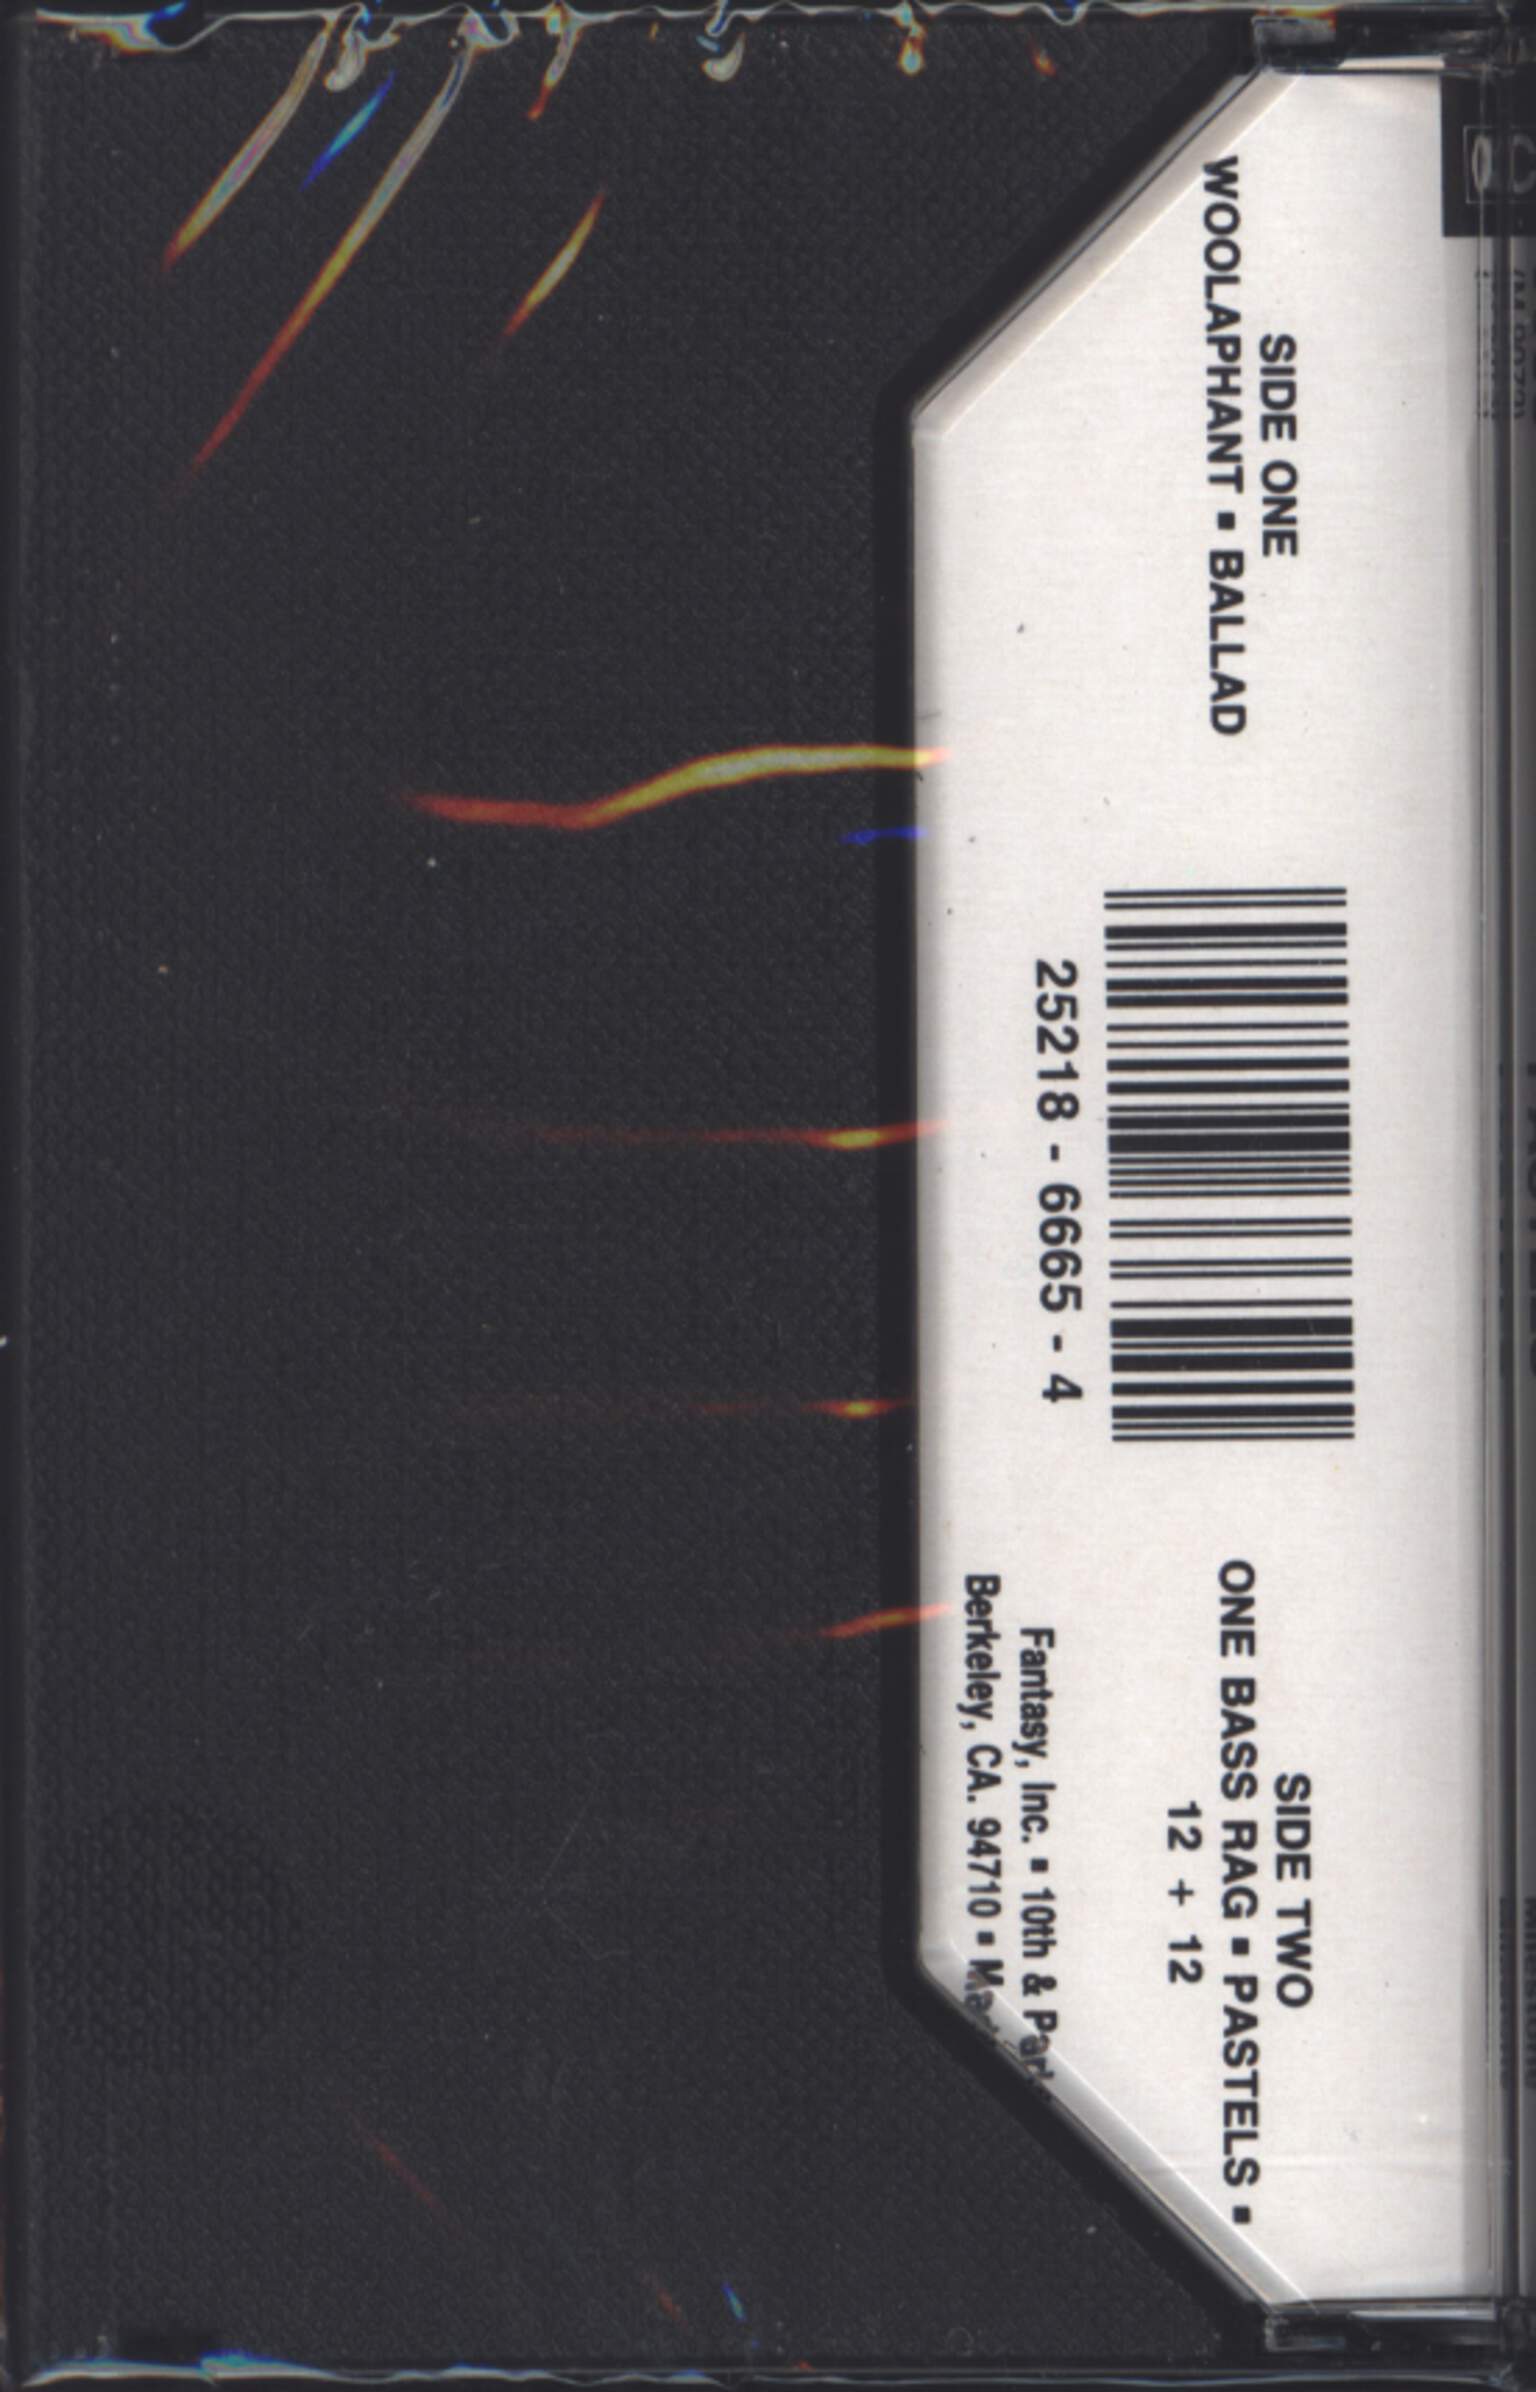 SIDE ONE
WOOLAPHANT ▪ BALLAD
25218 - 6665 - 4
SIDE TWO
ONE BASS RAG ▪ PASTELS ▪
12 + 12
Fantasy, Inc. ▪ 10th &
Berkeley, CA. 94710 ▪